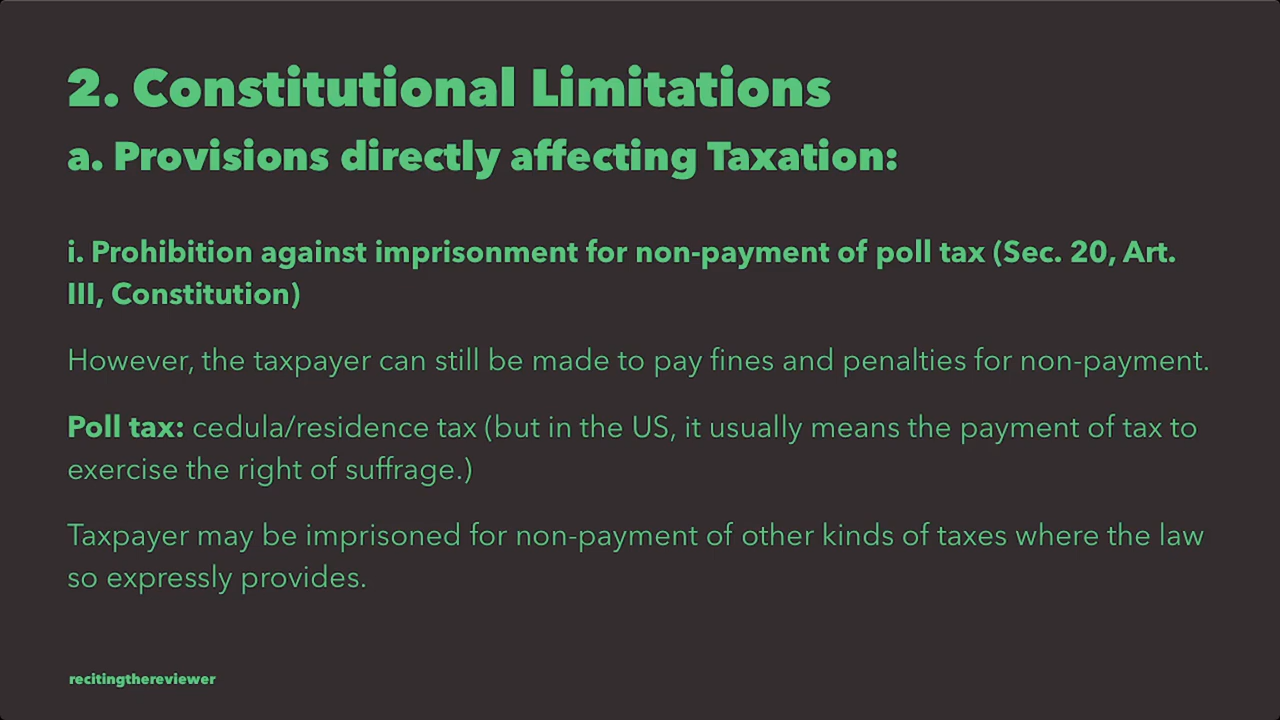 2. Constitutional Limitations
a. Provisions directly affecting Taxation:
i. Prohibition against imprisonment for non-payment of poll tax (Sec. 20, Art.
III, Constitution)
However, the taxpayer can still be made to pay fines and penalties for non-payment.
Poll tax: cedula/residence tax (but in the US, it usually means the payment of tax to
exercise the right of suffrage.)
Taxpayer may be imprisoned for non-payment of other kinds of taxes where the law
so expressly provides.
recitingthereviewer